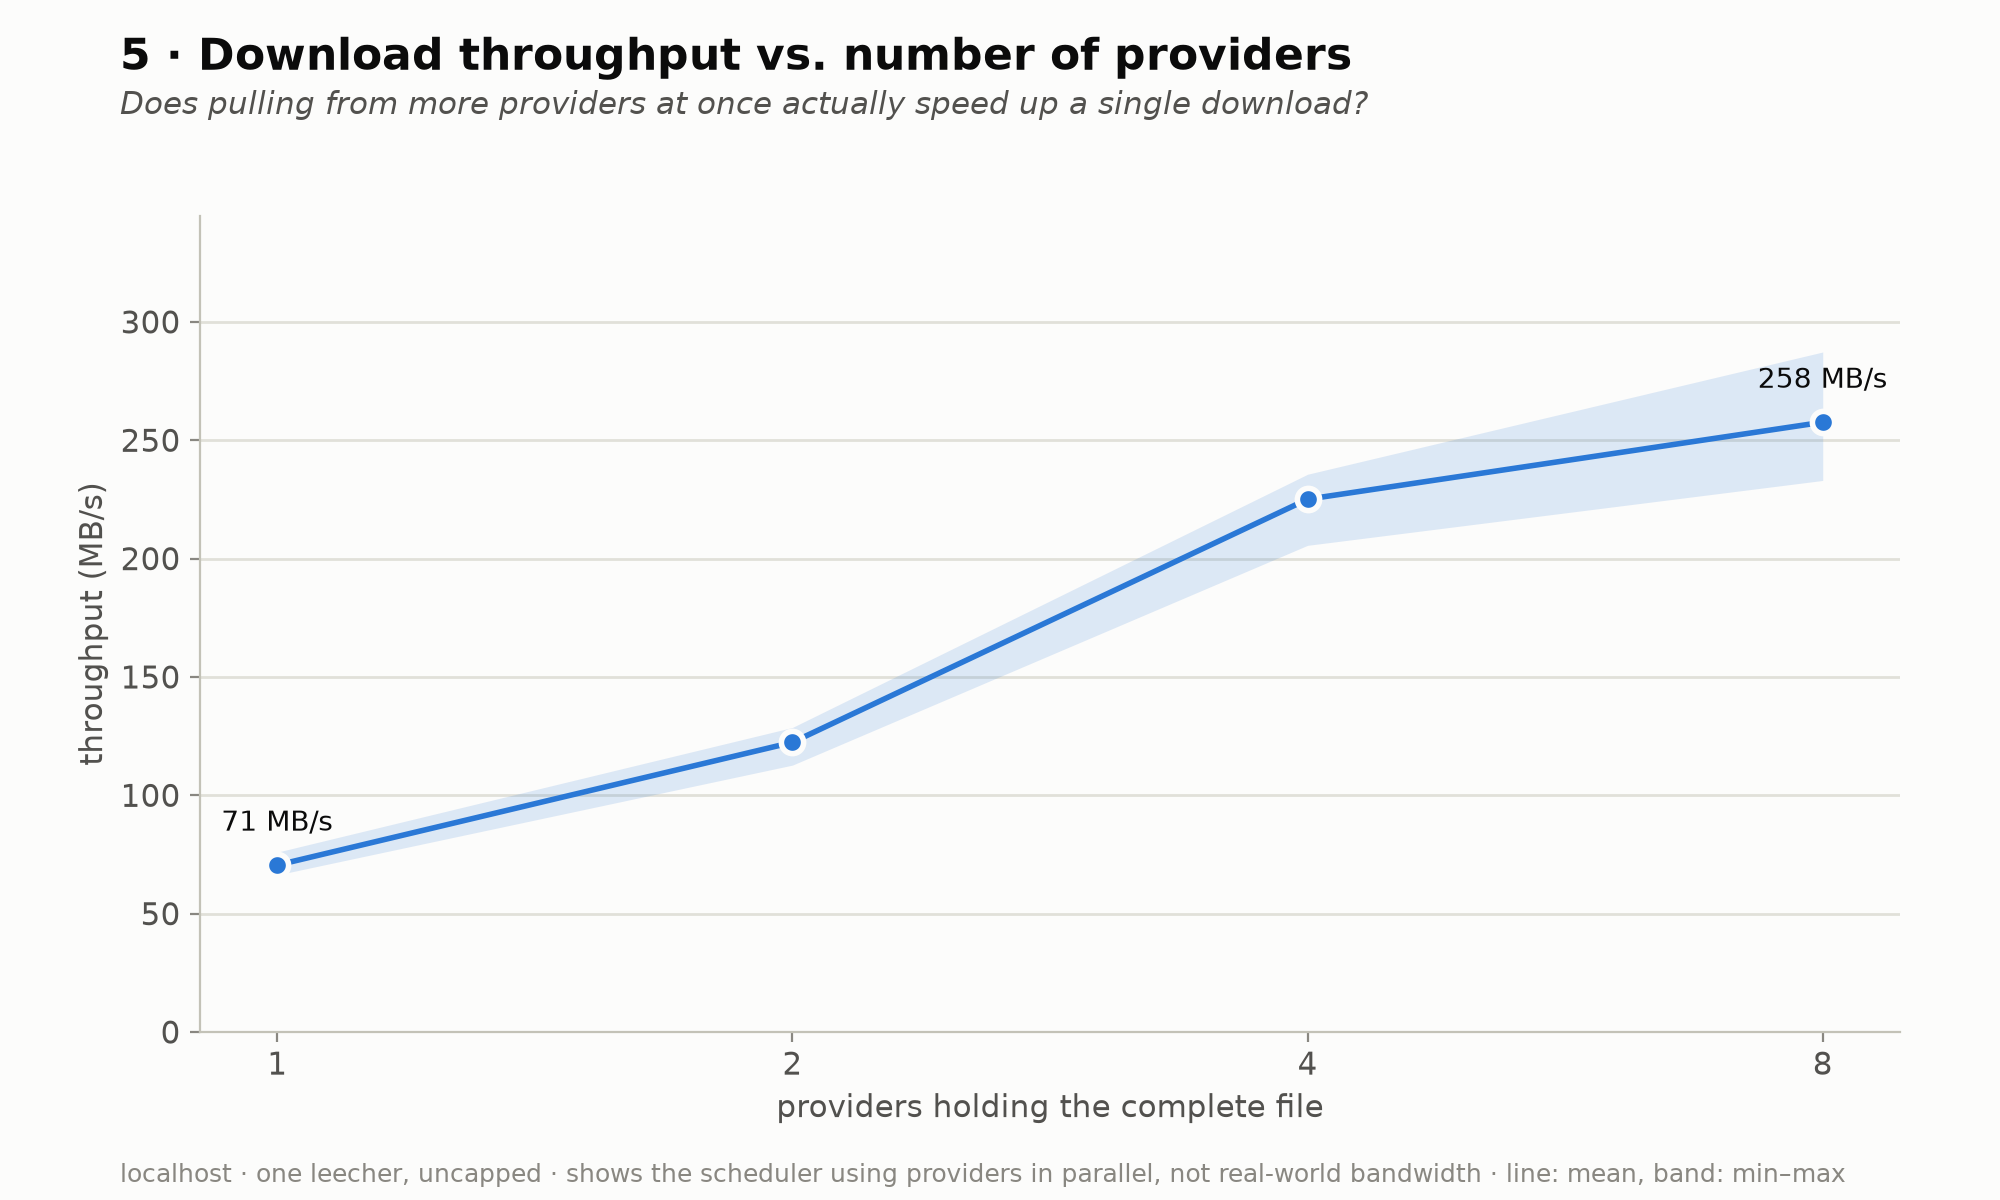 5 · Download throughput vs. number of providers
Does pulling from more providers at once actually speed up a single download?
throughput (MB/s)
300
250
200
150
100
50
0
71 MB/s
258 MB/s
1
2
4
8
providers holding the complete file
localhost · one leecher, uncapped · shows the scheduler using providers in parallel, not real-world bandwidth · line: mean, band: min–max